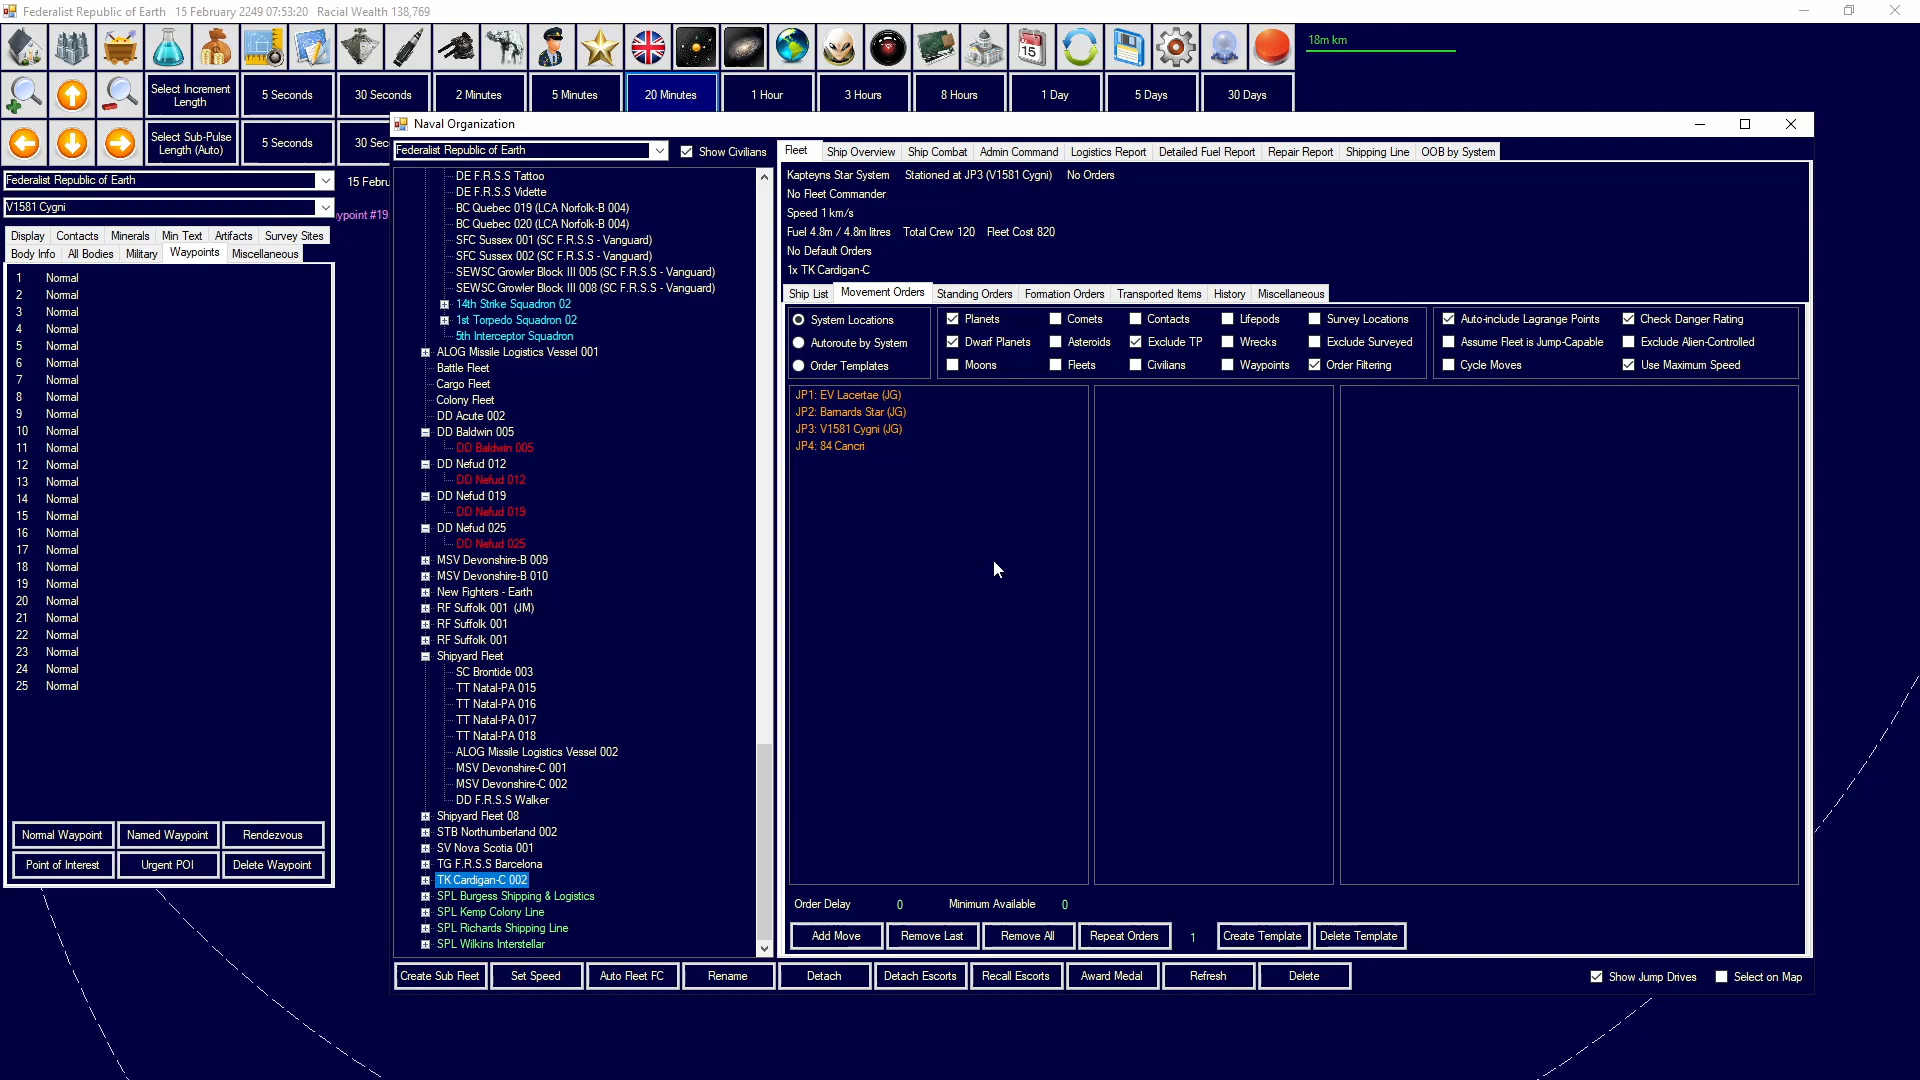 Federalist Republic of Earth   15 February 2249 07:53:20   Racial Wealth 138,769
18m km
Select Increment Length
5 Seconds
30 Seconds
2 Minutes
5 Minutes
20 Minutes
1 Hour
3 Hours
8 Hours
1 Day
5 Days
30 Days
Select Sub-Pulse Length (Auto)
5 Seconds
30 Sec
Federalist Republic of Earth
15 Febru
V1581 Cygni
ypoint #19
Display   Contacts   Minerals   Min Text   Artifacts   Survey Sites
Body Info   All Bodies   Military   Waypoints   Miscellaneous
1   Normal
2   Normal
3   Normal
4   Normal
5   Normal
6   Normal
7   Normal
8   Normal
9   Normal
10   Normal
11   Normal
12   Normal
13   Normal
14   Normal
15   Normal
16   Normal
17   Normal
18   Normal
19   Normal
20   Normal
21   Normal
22   Normal
23   Normal
24   Normal
25   Normal
Normal Waypoint   Named Waypoint   Rendezvous
Point of Interest   Urgent POI   Delete Waypoint
Naval Organization
Federalist Republic of Earth   Show Civilians
DE F.R.S.S Tattoo
DE F.R.S.S Vidette
BC Quebec 019 (LCA Norfolk-B 004)
BC Quebec 020 (LCA Norfolk-B 004)
SFC Sussex 001 (SC F.R.S.S - Vanguard)
SFC Sussex 002 (SC F.R.S.S - Vanguard)
SEWSC Growler Block III 005 (SC F.R.S.S - Vanguard)
SEWSC Growler Block III 008 (SC F.R.S.S - Vanguard)
14th Strike Squadron 02
1st Torpedo Squadron 02
5th Interceptor Squadron
ALOG Missile Logistics Vessel 001
Battle Fleet
Cargo Fleet
Colony Fleet
DD Acute 002
DD Baldwin 005
DD Baldwin 005
DD Nefud 012
DD Nefud 012
DD Nefud 019
DD Nefud 019
DD Nefud 025
DD Nefud 025
MSV Devonshire-B 009
MSV Devonshire-B 010
New Fighters - Earth
RF Suffolk 001  (JM)
RF Suffolk 001
RF Suffolk 001
Shipyard Fleet
SC Brontide 003
TT Natal-PA 015
TT Natal-PA 016
TT Natal-PA 017
TT Natal-PA 018
ALOG Missile Logistics Vessel 002
MSV Devonshire-C 001
MSV Devonshire-C 002
DD F.R.S.S Walker
Shipyard Fleet 08
STB Northumberland 002
SV Nova Scotia 001
TG F.R.S.S Barcelona
TK Cardigan-C 002
SPL Burgess Shipping & Logistics
SPL Kemp Colony Line
SPL Richards Shipping Line
SPL Wilkins Interstellar
Fleet   Ship Overview   Ship Combat   Admin Command   Logistics Report   Detailed Fuel Report   Repair Report   Shipping Line   OOB by System
Kapteyns Star System   Stationed at JP3 (V1581 Cygni)   No Orders
No Fleet Commander
Speed 1 km/s
Fuel 4.8m / 4.8m litres   Total Crew 120   Fleet Cost 820
No Default Orders
1x TK Cardigan-C
Ship List   Movement Orders   Standing Orders   Formation Orders   Transported Items   History   Miscellaneous
System Locations   Planets   Comets   Contacts   Lifepods   Survey Locations   Auto-include Lagrange Points   Check Danger Rating
Autoroute by System   Dwarf Planets   Asteroids   Exclude TP   Wrecks   Exclude Surveyed   Assume Fleet is Jump-Capable   Exclude Alien-Controlled
Order Templates   Moons   Fleets   Civilians   Waypoints   Order Filtering   Cycle Moves   Use Maximum Speed
JP1: EV Lacertae (JG)
JP2: Barnards Star (JG)
JP3: V1581 Cygni (JG)
JP4: 84 Cancri
Order Delay   0   Minimum Available   0
Add Move   Remove Last   Remove All   Repeat Orders   1   Create Template   Delete Template
Create Sub Fleet   Set Speed   Auto Fleet FC   Rename   Detach   Detach Escorts   Recall Escorts   Award Medal   Refresh   Delete   Show Jump Drives   Select on Map